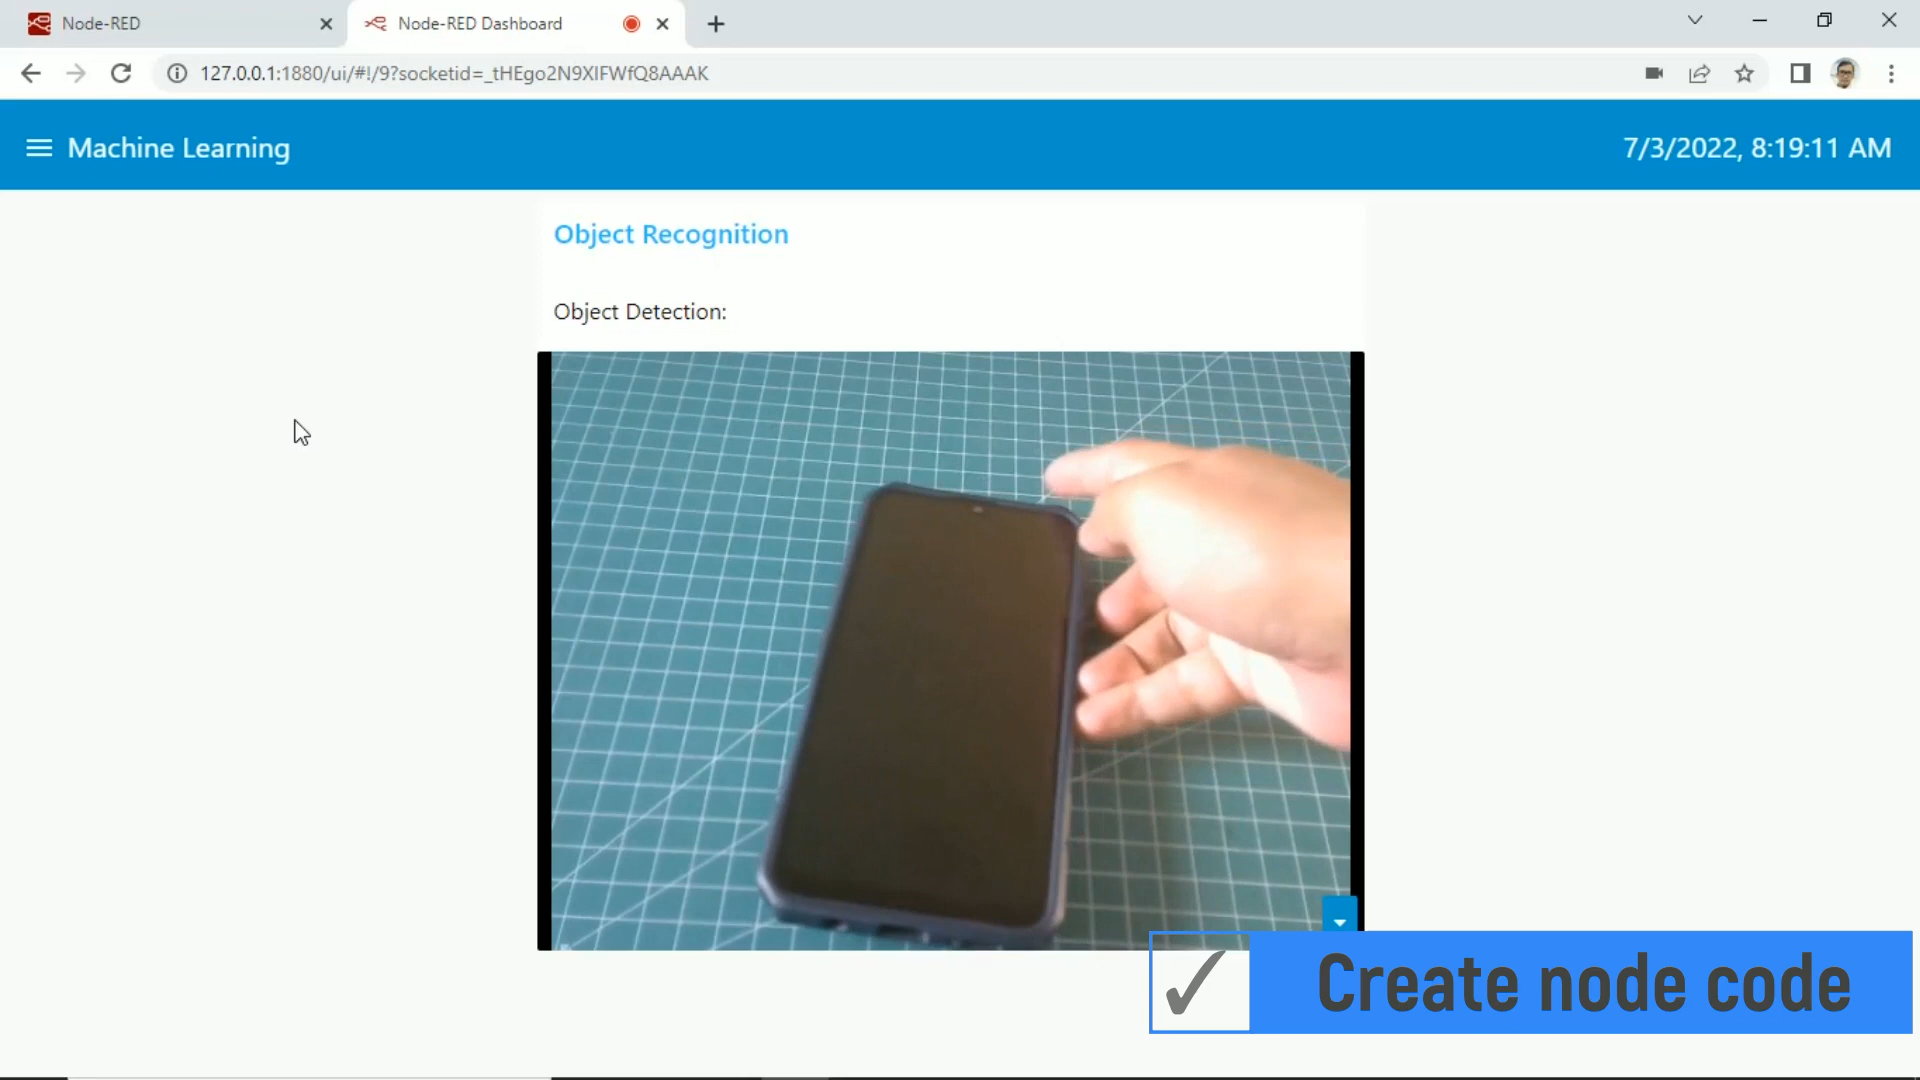 Node-RED
Node-RED Dashboard
127.0.0.1:1880/ui/#!/9?socketid=_tHEgo2N9XIFWfQ8AAAK
Machine Learning
7/3/2022, 8:19:11 AM
Object Recognition
Object Detection:
Create node code